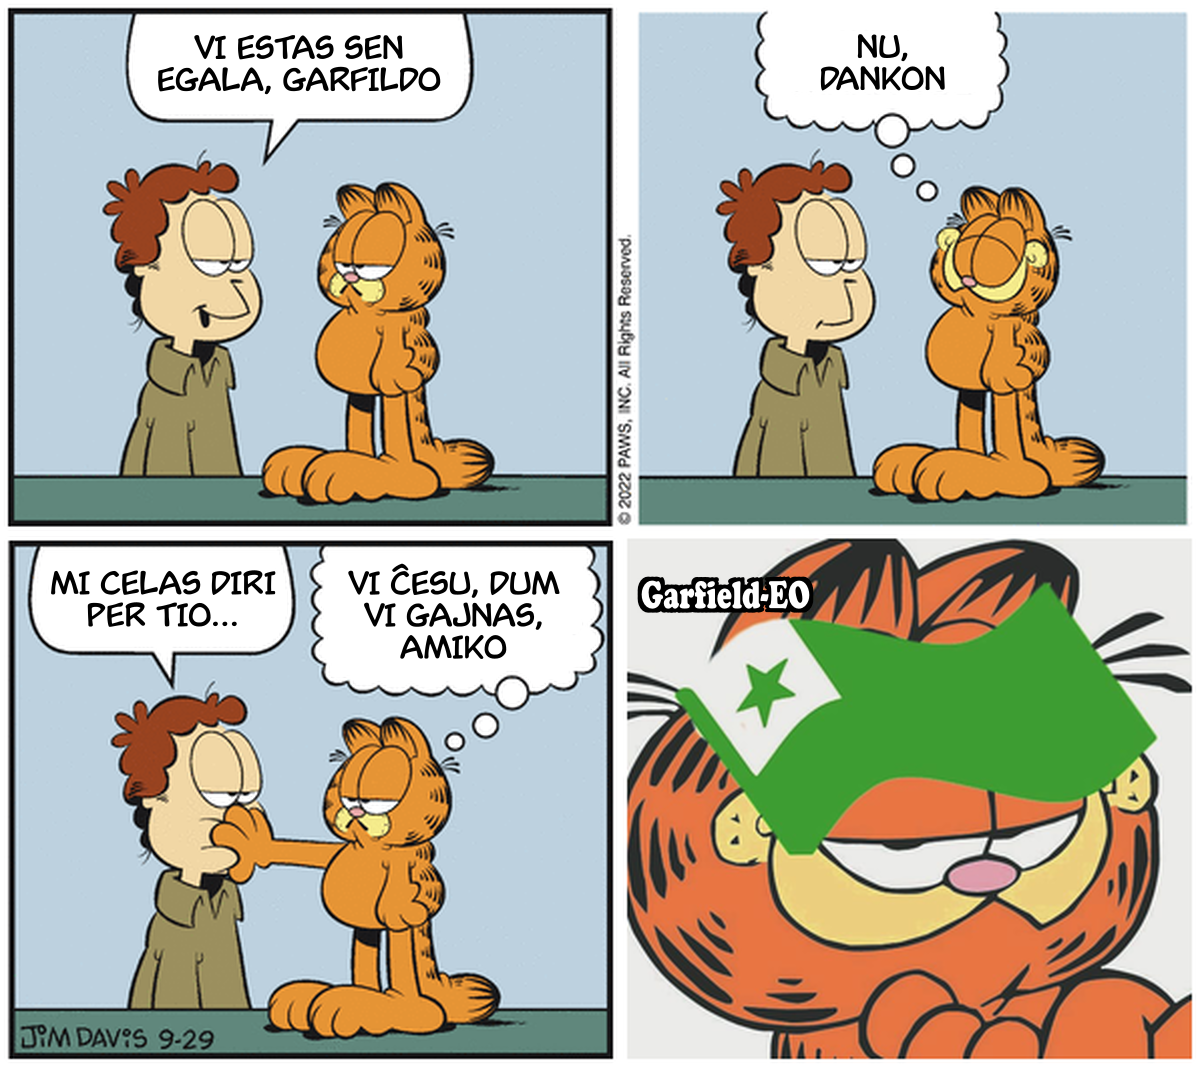 VI ESTAS SEN
EGALA, GARFILDO
NU,
DANKON
© 2022 PAWS, INC. All Rights Reserved.
MI CELAS DIRI
PER TIO...
VI ĈESU, DUM
VI GAJNAS,
AMIKO
JIM DAVIS 9-29
Garfield-EO